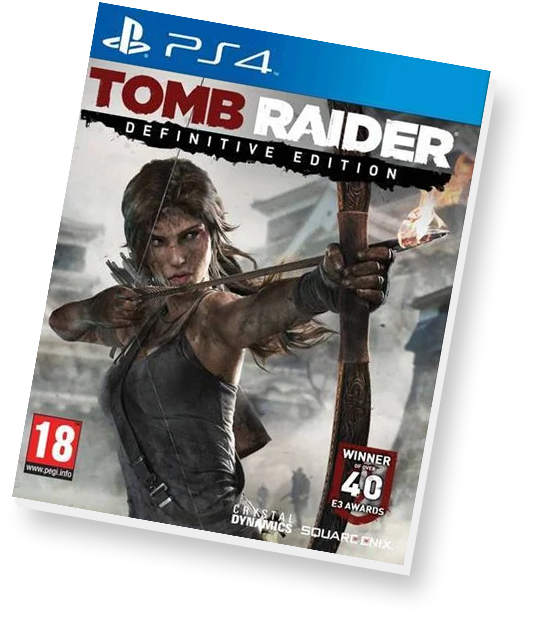 PS4
TOMB RAIDER
DEFINITIVE EDITION
18
www.pegi.info
WINNER
OF OVER
40
E3 AWARDS
CRYSTAL
DYNAMICS
SQUARE ENIX